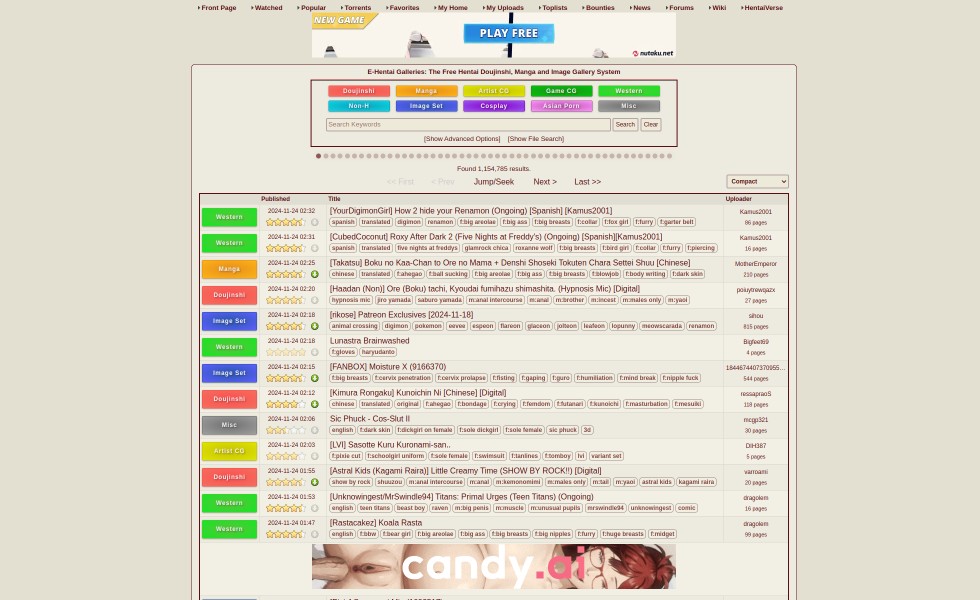 Front Page Watched Popular Torrents Favorites My Home My Uploads Toplists Bounties News Forums Wiki HentaiVerse
NEW GAME
PLAY FREE
nutaku.net
E-Hentai Galleries: The Free Hentai Doujinshi, Manga and Image Gallery System
Doujinshi Manga Artist CG Game CG Western
Non-H Image Set Cosplay Asian Porn Misc
Search Keywords Search Clear
[Show Advanced Options] [Show File Search]
Found 1,154,785 results.
<< First < Prev Jump/Seek Next > Last >> Compact
Published Title Uploader
Western 2024-11-24 02:32 [YourDigimonGirl] How 2 hide your Renamon (Ongoing) [Spanish] [Kamus2001] Kamus2001
spanish translated digimon renamon f:big areolae f:big ass f:big breasts f:collar f:fox girl f:furry f:garter belt 86 pages
Western 2024-11-24 02:31 [CubedCoconut] Roxy After Dark 2 (Five Nights at Freddy's) (Ongoing) [Spanish][Kamus2001] Kamus2001
spanish translated five nights at freddys glamrock chica roxanne wolf f:big breasts f:bird girl f:collar f:furry f:piercing 16 pages
Manga 2024-11-24 02:25 [Takatsu] Boku no Kaa-Chan to Ore no Mama + Denshi Shoseki Tokuten Chara Settei Shuu [Chinese] MotherEmperor
chinese translated f:ahegao f:ball sucking f:big areolae f:big ass f:big breasts f:blowjob f:body writing f:dark skin 210 pages
Doujinshi 2024-11-24 02:20 [Haadan (Non)] Ore (Boku) tachi, Kyoudai fumihazu shimashita. (Hypnosis Mic) [Digital] poiuytrewqazx
hypnosis mic jiro yamada saburo yamada m:anal intercourse m:anal m:brother m:incest m:males only m:yaoi 27 pages
Image Set 2024-11-24 02:18 [rikose] Patreon Exclusives [2024-11-18] sihou
animal crossing digimon pokemon eevee espeon flareon glaceon jolteon leafeon lopunny meowscarada renamon 815 pages
Western 2024-11-24 02:18 Lunastra Brainwashed Bigfeet69
f:gloves haryudanto 4 pages
Image Set 2024-11-24 02:15 [FANBOX] Moisture X (9166370) 1844674407370955...
f:big breasts f:cervix penetration f:cervix prolapse f:fisting f:gaping f:guro f:humiliation f:mind break f:nipple fuck 544 pages
Doujinshi 2024-11-24 02:12 [Kimura Rongaku] Kunoichin Ni [Chinese] [Digital] ressapraoS
chinese translated original f:ahegao f:bondage f:crying f:femdom f:futanari f:kunoichi f:masturbation f:mesuiki 118 pages
Misc 2024-11-24 02:06 Sic Phuck - Cos-Slut II mcgp321
english f:dark skin f:dickgirl on female f:sole dickgirl f:sole female sic phuck 3d 30 pages
Artist CG 2024-11-24 02:03 [LVI] Sasotte Kuru Kuronami-san.. DIH387
f:pixie cut f:schoolgirl uniform f:sole female f:swimsuit f:tanlines f:tomboy lvi variant set 5 pages
Doujinshi 2024-11-24 01:55 [Astral Kids (Kagami Raira)] Little Creamy Time (SHOW BY ROCK!!) [Digital] varroami
show by rock shuuzou m:anal intercourse m:anal m:kemonomimi m:males only m:tail m:yaoi astral kids kagami raira 20 pages
Western 2024-11-24 01:53 [Unknowingest/MrSwindle94] Titans: Primal Urges (Teen Titans) (Ongoing) dragolem
english teen titans beast boy raven m:big penis m:muscle m:unusual pupils mrswindle94 unknowingest comic 16 pages
Western 2024-11-24 01:47 [Rastacakez] Koala Rasta dragolem
english f:bbw f:bear girl f:big areolae f:big ass f:big breasts f:big nipples f:furry f:huge breasts f:midget 99 pages
candy.ai